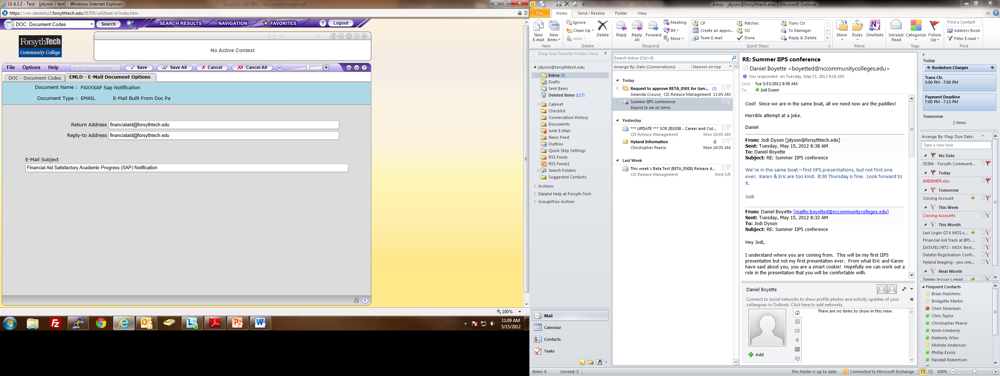 UI 4.3.2 - Test - [jdyson / test] - Windows Internet Explorer
https://vm-datatelui3.forsythtech.edu:56700/ui42test/sl/index.htm
DOC: Document Codes
Search
SEARCH RESULTS
NAVIGATION
FAVORITES
Logout
ForsythTech
Community College
No Active Context
File Options Help
Auto-Close Context
Save
Save All
Cancel
Cancel All
DOC - Document Codes
EMLD - E-Mail Document Options
Document Name : FAXXSAP Sap Notificaiton
Document Type : EMAIL E-Mail Built From Doc Pa
Return Address financialaid@forsythtech.edu
Reply-to Address financialaid@forsythtech.edu
E-Mail Subject
Financial Aid Satisfactory Academic Progress (SAP) Notification
100%
11:09 AM
5/15/2012
Inbox - jdyson@forsythtech.edu - Microsoft Outlook
File Home Send / Receive Folder View
New E-mail
New Items
New
Ignore
Clean Up
Junk
Delete
Delete
Reply
Reply All
Forward
Meeting
IM
More
Respond
CP
Create an appoi...
Team E-mail
Patches
SO
Done
Trans Ctr
To Manager
Reply & Delete
Quick Steps
Move
Rules
OneNote
Move
Unread/ Read
Categorize
Follow Up
Tags
Find a Contact
Address Book
Filter E-mail
Find
Drag Your Favorite Folders Here
jdyson@forsythtech.edu
Inbox (3)
Drafts
Sent Items
Deleted Items (117)
Cabinet
Checklist
Conversation History
Documents
Junk E-Mail
News Feed
Outbox
Quick Step Settings
RSS Feeds
RSS Feeds1
Search Folders
Suggested Contacts
Archives
Datatel Help at Forsyth Tech
GroupWise Archive
Mail
Calendar
Contacts
Tasks
Search Inbox (Ctrl+E)
Arrange By: Date (Conversations) Newest on top
Today
Request to approve BETA_0501 for Gen... (2)
Amanda Crouse; CIS Release Management 11:05 AM
Summer IIPS conference
Expand to see all items.
Yesterday
*** UPDATE *** SCR 201038 - Career and Col...
CIS Release Management Mon 10:45 AM
Hyland Information
Christopher Pearce Mon 10:35 AM
Last Week
This week's Beta Test (BETA_0508) Release d...
CIS Release Management Wed 5/9
RE: Summer IIPS conference
Daniel Boyette <boyetted@nccommunitycolleges.edu>
You responded on Tuesday, May 15, 2012 9:18 AM.
Sent: Tue 5/15/2012 8:59 AM
To: Jodi Dyson
Cool! Since we are in the same boat, all we need now are the paddles!
Horrible attempt at a joke.
Daniel
From: Jodi Dyson [jdyson@forsythtech.edu]
Sent: Tuesday, May 15, 2012 8:38 AM
To: Daniel Boyette
Subject: RE: Summer IIPS conference
We're in the same boat—first IIPS presentations, but not first one
ever. Karen & Eric are too kind. 8:30 Thursday is fine. Look forward to
it.
Jodi
From: Daniel Boyette [mailto:boyetted@nccommunitycolleges.edu]
Sent: Tuesday, May 15, 2012 8:32 AM
To: Jodi Dyson
Subject: RE: Summer IIPS conference
Hey Jodi,
I understand where you are coming from. This will be my first IIPS
presentation but not my first presentation ever. From what Eric and Karen
have said about you, you are a smart cookie! Hopefully we can work out a
role in the presentation that you will be comfortable with.
Daniel Boyette
Connect to social networks to show profile photos and activity updates of your
colleagues in Outlook. Click here to add networks.
There are no items to show in this view.
Add
Today
Bookstore Charges
Trans Ctr.
5:00 PM - 7:00 PM
Payment Deadline
7:00 PM - 7:15 PM
Tomorrow
2 items
Arrange By: Flag: Due Date
Type a new task
No Date
35394 - Forsyth Communit...
Today
JMDEMER.xlsx
Tomorrow
Closing Account
This Week
Closing Accounts
This Month
Last Login GT 6 MOS.x...
Financial Aid Track at IIPS ...
DATATEL:7972 - MOX: Best...
Datatel Registration Confi...
Hyland Imaging - you rem...
Next Month
Tammy Jessup's email
Frequent Contacts
Brian Hutchens
Bridgette Martin
Cheri Silverman
Chris Taylor
Christopher Pearce
Kevin Lineberry
Kimberly Wiles
Michele Anderson
Phillip Essick
Randall Robertson
Items: 6 Unread: 3
This folder is up to date. Connected to Microsoft Exchange 100%